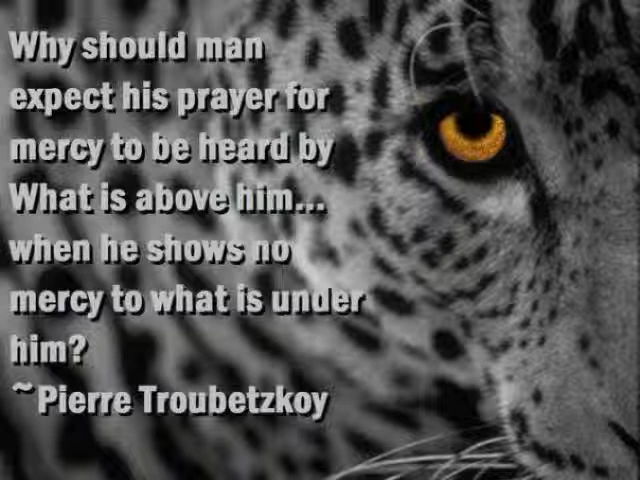 Why should man
expect his prayer for
mercy to be heard by
What is above him...
when he shows no
mercy to what is under
him?
~Pierre Troubetzkoy